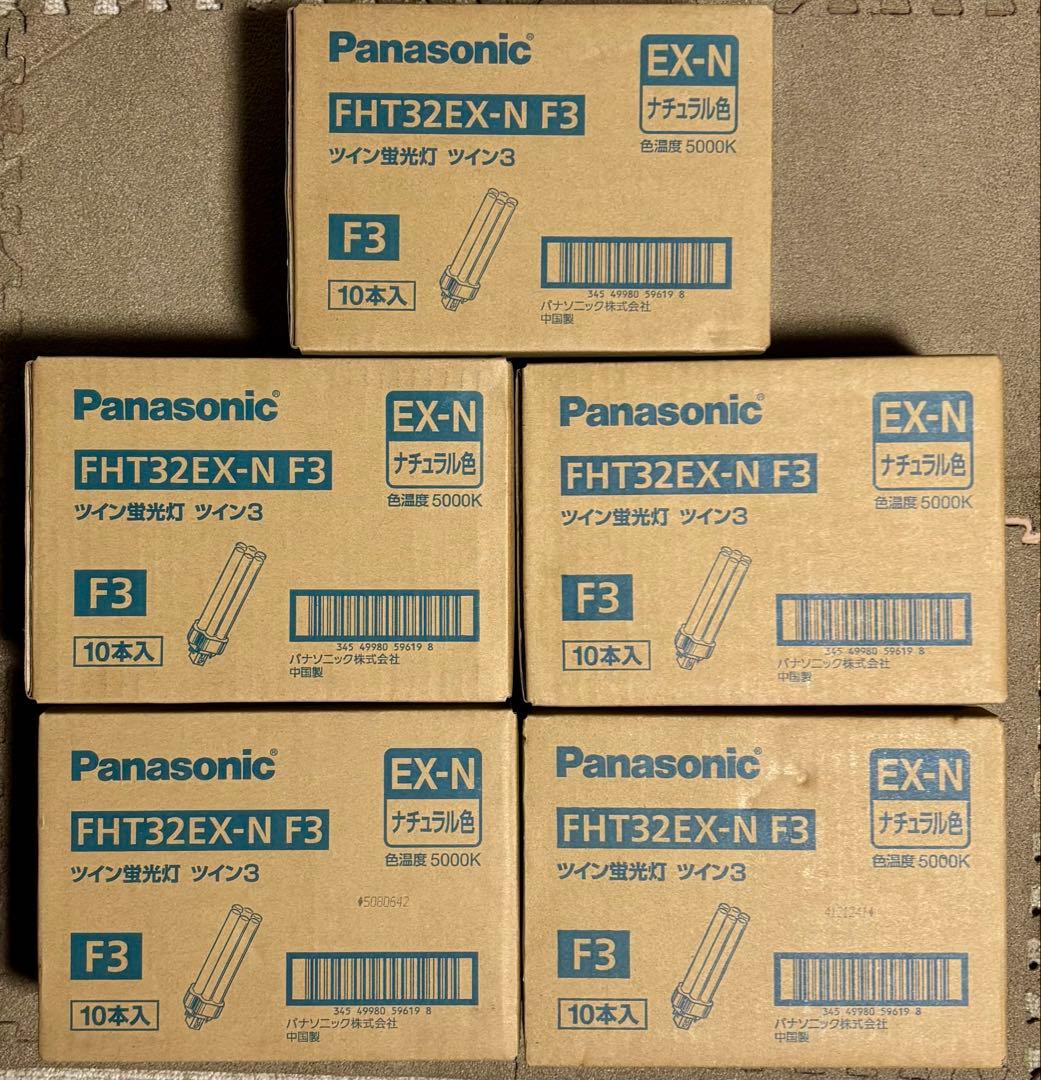 Panasonic®
EX-N
FHT32EX-N F3
ナチュラル色
ツイン蛍光灯 ツイン3
色温度 5000K
F3
10本入
345 49980 59619 8
パナソニック株式会社
中国製
Panasonic®
EX-N
FHT32EX-N F3
ナチュラル色
ツイン蛍光灯 ツイン3
色温度 5000K
F3
10本入
345 49980 59619 8
パナソニック株式会社
中国製
Panasonic®
EX-N
FHT32EX-N F3
ナチュラル色
ツイン蛍光灯 ツイン3
色温度 5000K
F3
10本入
345 49980 59619 8
パナソニック株式会社
中国製
Panasonic®
EX-N
FHT32EX-N F3
ナチュラル色
ツイン蛍光灯 ツイン3
色温度 5000K
♦5080642
F3
10本入
345 49980 59619 8
パナソニック株式会社
中国製
Panasonic®
EX-N
FHT32EX-N F3
ナチュラル色
ツイン蛍光灯 ツイン3
色温度 5000K
F3
10本入
345 49980 59619 8
パナソニック株式会社
中国製